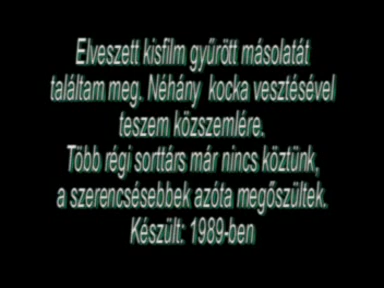 Elveszett kisfilm gyűrött másolatát
találtam meg. Néhány kocka vesztésével
teszem közszemlére.
Több régi sorttárs már nincs köztünk,
a szerencsésebbek azóta megőszültek.
Készült: 1989-ben